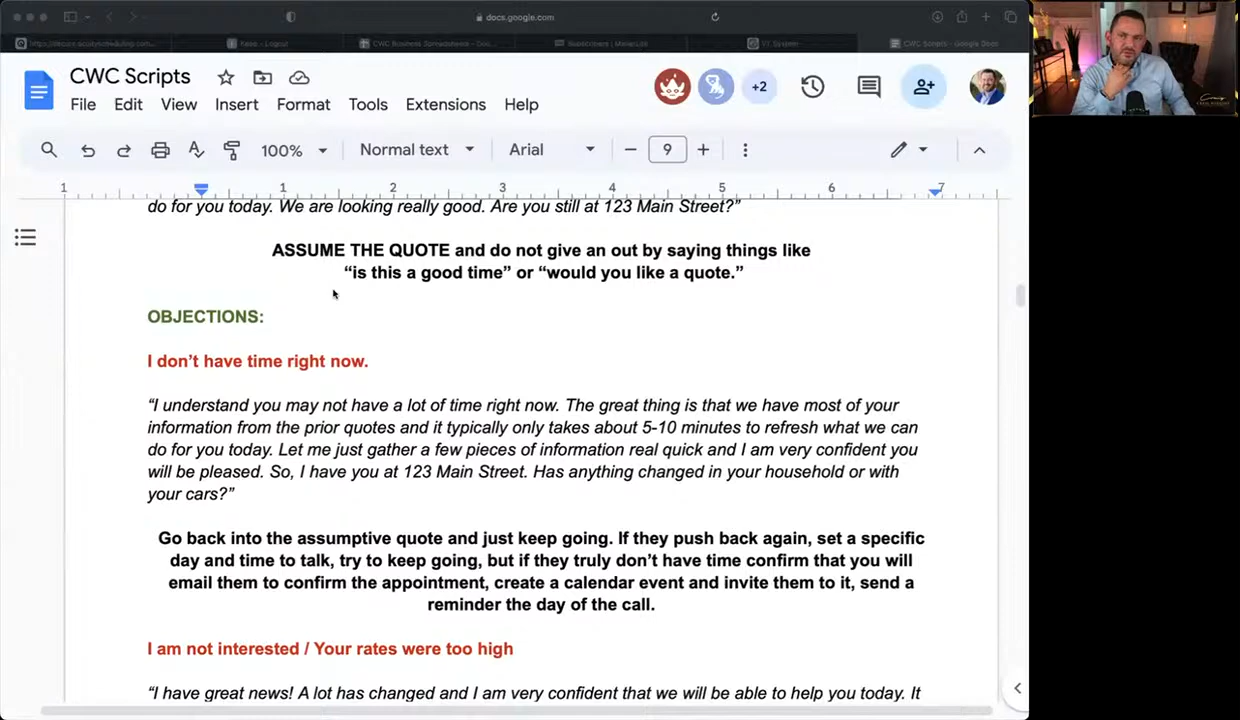 docs.google.com
Kajabi - Logout
CWC Business Spreadsheets - Goo...
Subscribers | MailerLite
CWC Scripts - Google Docs
CWC Scripts
File Edit View Insert Format Tools Extensions Help
+2
100% Normal text Arial 9
1 1 2 3 4 5 6 7
do for you today. We are looking really good. Are you still at 123 Main Street?”
ASSUME THE QUOTE and do not give an out by saying things like
“is this a good time” or “would you like a quote.”
OBJECTIONS:
I don’t have time right now.
“I understand you may not have a lot of time right now. The great thing is that we have most of your
information from the prior quotes and it typically only takes about 5-10 minutes to refresh what we can
do for you today. Let me just gather a few pieces of information real quick and I am very confident you
will be pleased. So, I have you at 123 Main Street. Has anything changed in your household or with
your cars?”
Go back into the assumptive quote and just keep going. If they push back again, set a specific
day and time to talk, try to keep going, but if they truly don’t have time confirm that you will
email them to confirm the appointment, create a calendar event and invite them to it, send a
reminder the day of the call.
I am not interested / Your rates were too high
“I have great news! A lot has changed and I am very confident that we will be able to help you today. It